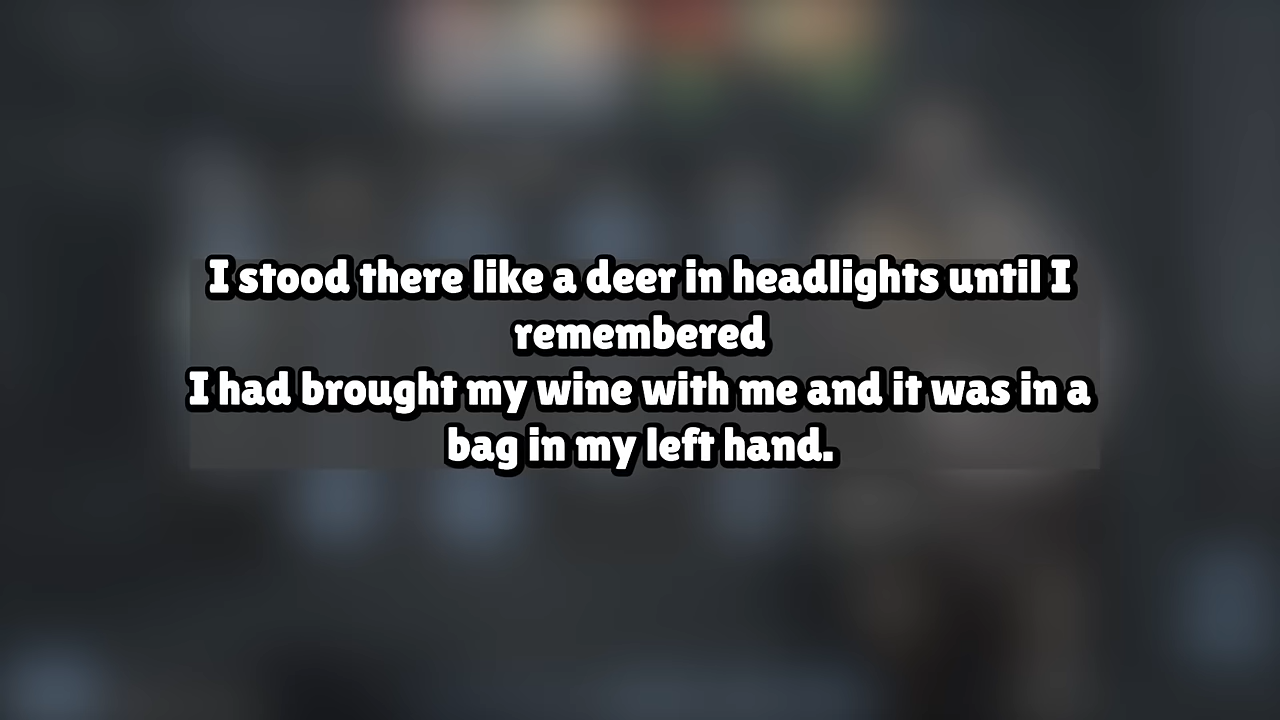 I stood there like a deer in headlights until I
remembered
I had brought my wine with me and it was in a
bag in my left hand.